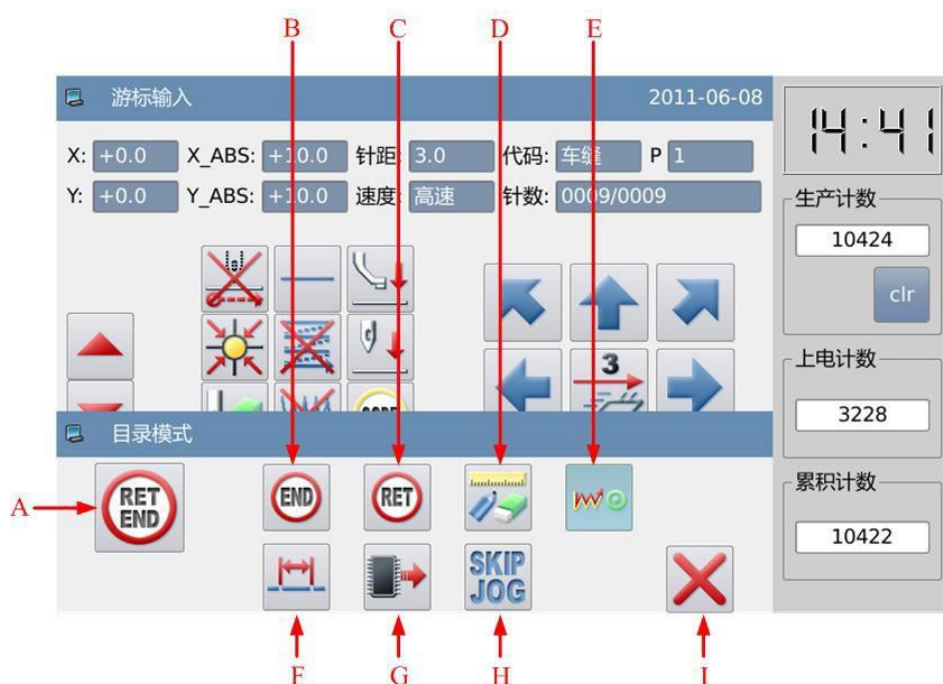 B C D E
游标输入 2011-06-08
14:41
X: +0.0 X_ABS: +10.0 针距: 3.0 代码: 车缝 P 1
Y: +0.0 Y_ABS: +10.0 速度: 高速 针数: 0009/0009
生产计数
10424
clr
3
上电计数
3228
目录模式
A RET END END RET
累积计数
10422
SKIP
JOG
F G H I